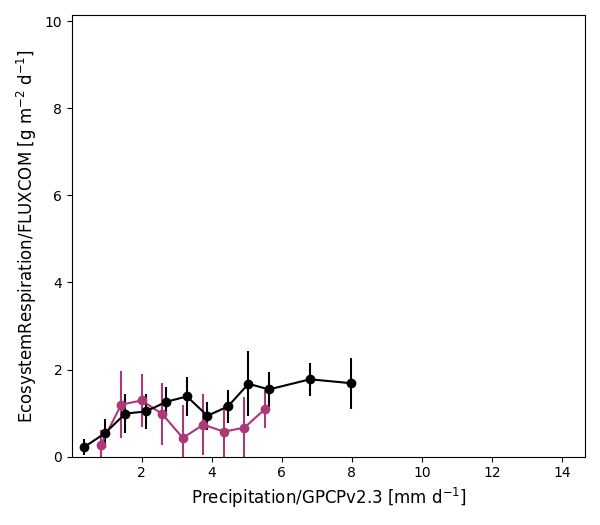 10
8
6
4
2
0
EcosystemRespiration/FLUXCOM [g m⁻² d⁻¹]
2 4 6 8 10 12 14
Precipitation/GPCPv2.3 [mm d⁻¹]